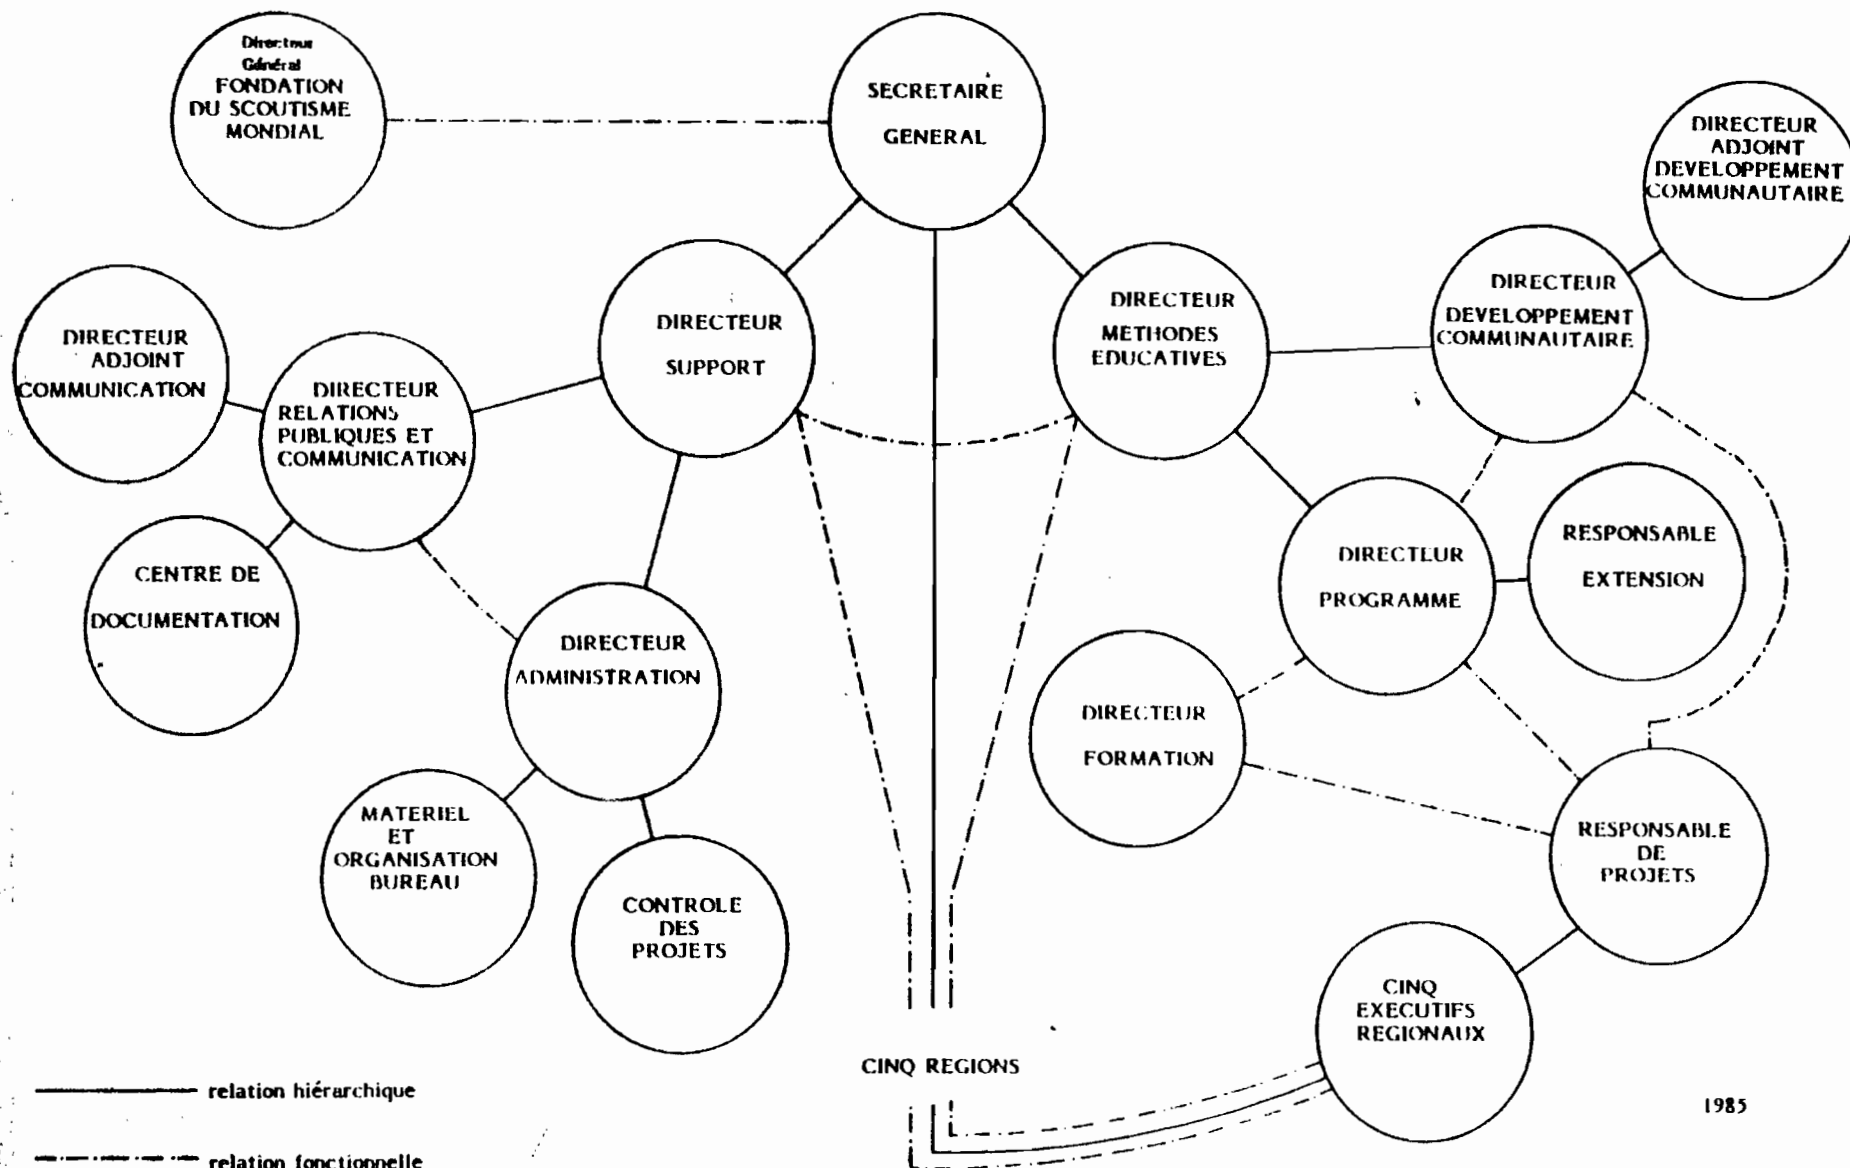 Directeur
Général
FONDATION
DU SCOUTISME
MONDIAL
SECRETAIRE
GENERAL
DIRECTEUR
ADJOINT
DEVELOPPEMENT
COMMUNAUTAIRE
DIRECTEUR
SUPPORT
DIRECTEUR
METHODES
EDUCATIVES
DIRECTEUR
DEVELOPPEMENT
COMMUNAUTAIRE
DIRECTEUR
ADJOINT
COMMUNICATION
DIRECTEUR
RELATIONS
PUBLIQUES ET
COMMUNICATION
CENTRE DE
DOCUMENTATION
DIRECTEUR
ADMINISTRATION
DIRECTEUR
PROGRAMME
RESPONSABLE
EXTENSION
DIRECTEUR
FORMATION
MATERIEL
ET
ORGANISATION
BUREAU
CONTROLE
DES
PROJETS
RESPONSABLE
DE
PROJETS
CINQ
EXECUTIFS
REGIONAUX
CINQ REGIONS
relation hiérarchique
relation fonctionnelle
1985